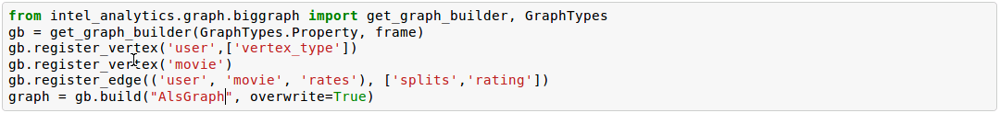 from intel_analytics.graph.biggraph import get_graph_builder, GraphTypes
gb = get_graph_builder(GraphTypes.Property, frame)
gb.register_vertex('user',['vertex_type'])
gb.register_vertex('movie')
gb.register_edge(('user', 'movie', 'rates'), ['splits','rating'])
graph = gb.build("AlsGraph", overwrite=True)